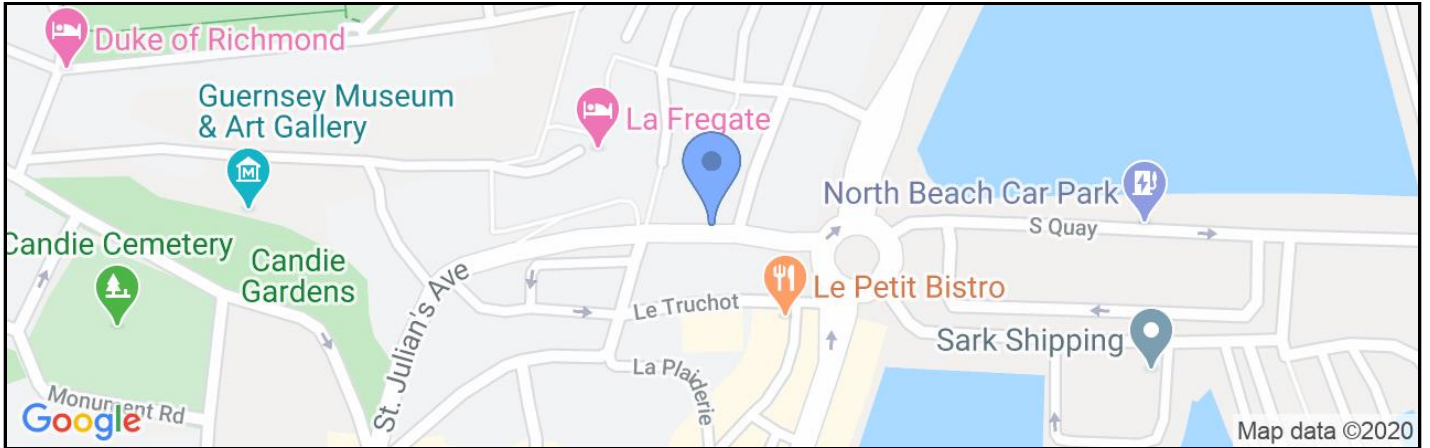 Duke of Richmond
Guernsey Museum
& Art Gallery
La Fregate
North Beach Car Park
S Quay
Candie Cemetery
Candie
Gardens
St. Julian's Ave
Le Truchot
Le Petit Bistro
Sark Shipping
La Plaiderie
Monument Rd
Google
Map data ©2020
M